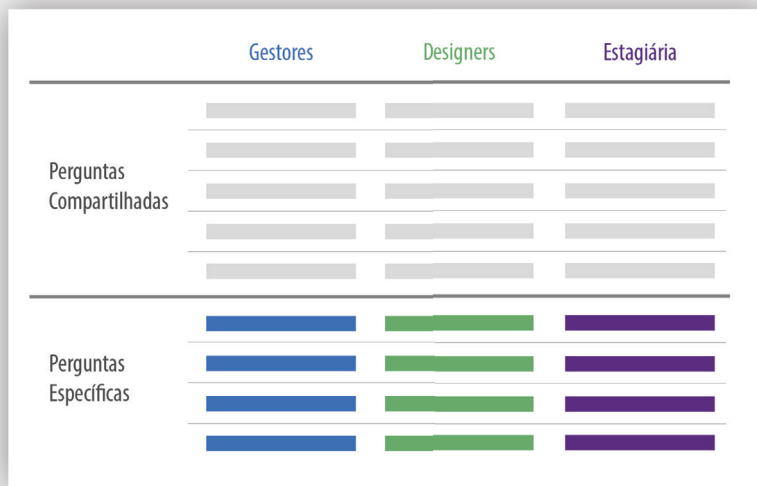 Gestores Designers Estagiária
Perguntas
Compartilhadas
Perguntas
Específicas